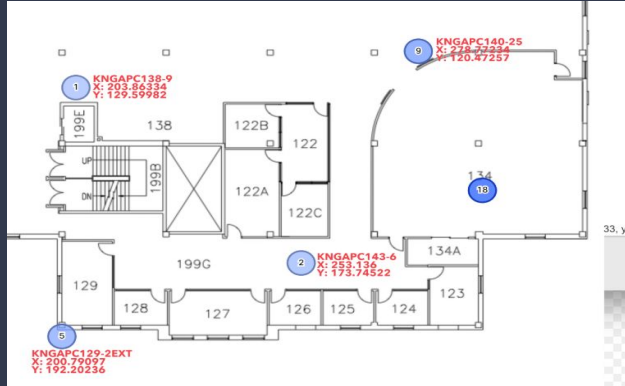 9
KNGAPC140-25
X: 278.77234
Y: 120.47257
1
KNGAPC138-9
X: 203.86334
Y: 129.59982
199E
138
122B
122
UP
DN
199B
122A
122C
134
18
134A
33, y
199G
2
KNGAPC143-6
X: 253.136
Y: 173.74522
129
128
127
126
125
124
123
5
KNGAPC129-2EXT
X: 200.79097
Y: 192.20236